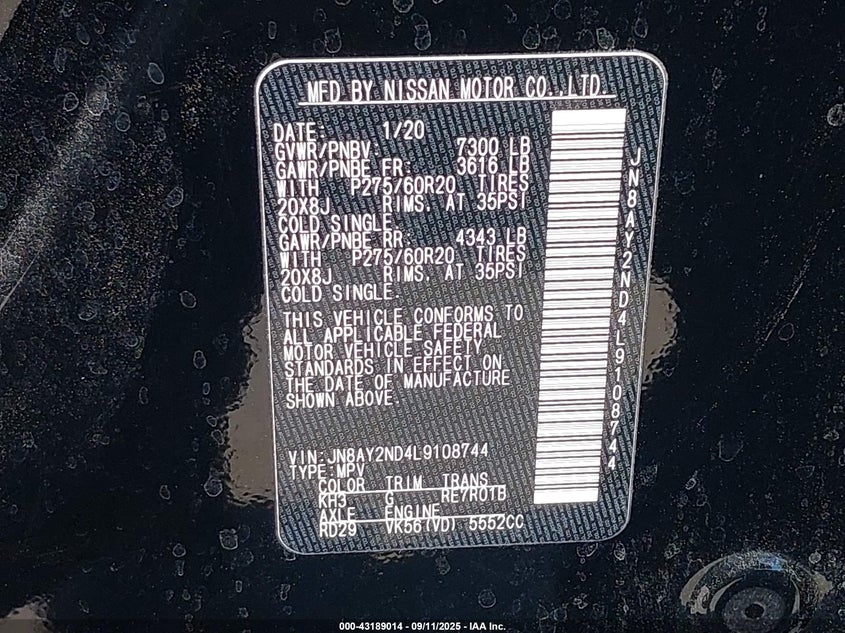 MFD BY NISSAN MOTOR CO.,LTD.
DATE: 1/20
GVWR/PNBV 7300 LB
GAWR/PNBE FR: 3616 LB
WITH P275/60R20 TIRES
20X8J RIMS. AT 35PSI
COLD SINGLE.
GAWR/PNBE RR: 4343 LB
WITH P275/60R20 TIRES
20X8J RIMS. AT 35PSI
COLD SINGLE.
THIS VEHICLE CONFORMS TO
ALL APPLICABLE FEDERAL
MOTOR VEHICLE SAFETY
STANDARDS IN EFFECT ON
THE DATE OF MANUFACTURE
SHOWN ABOVE.
VIN:JN8AY2ND4L9108744
TYPE:MPV
COLOR TRIM TRANS
KH3 G RE7R01B
AXLE ENGINE
RD29 VK56(VD) 5552CC
JN8AY2ND4L9108744
000-43189014 - 09/11/2025 - IAA Inc.